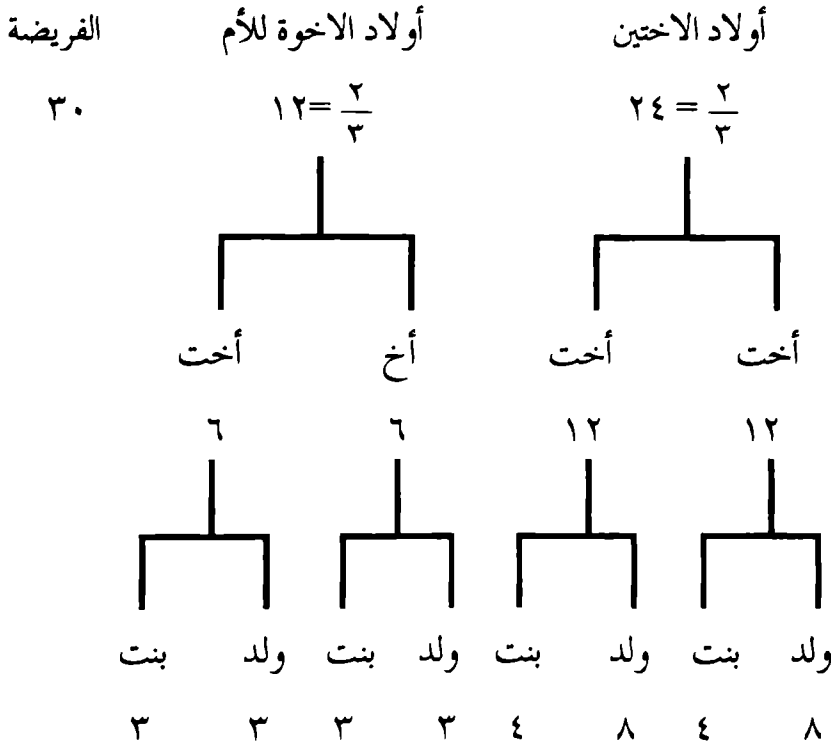 أولاد الاختين أولاد الاخوة للأم الفريضة
٢/٣ = ٢٤ ٢/٣ =١٢ ٣٠
أخت أخت أخ أخت
١٢ ١٢ ٦ ٦
ولد بنت ولد بنت ولد بنت ولد بنت
٨ ٤ ٨ ٤ ٣ ٣ ٣ ٣